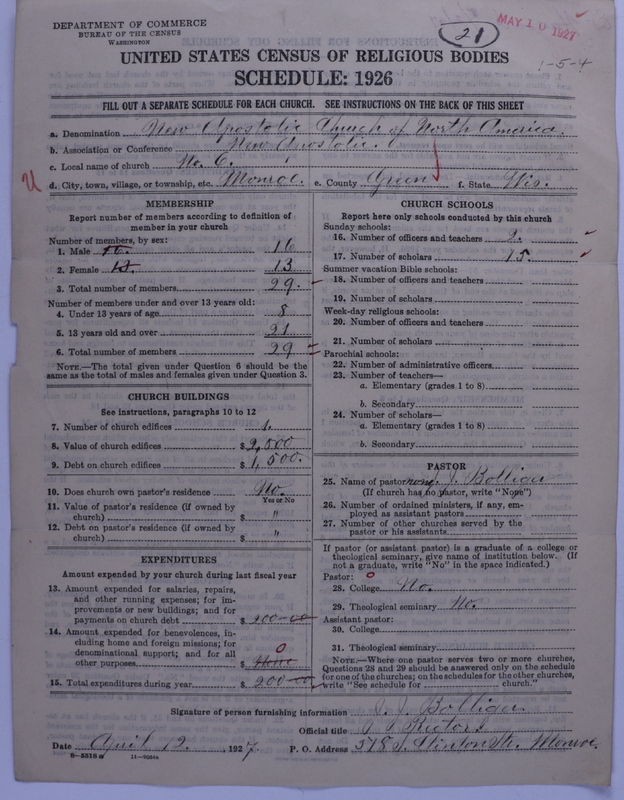 DEPARTMENT OF COMMERCE
BUREAU OF THE CENSUS
WASHINGTON
21
MAY 10 1927
1-5-4
UNITED STATES CENSUS OF RELIGIOUS BODIES
SCHEDULE: 1926
FILL OUT A SEPARATE SCHEDULE FOR EACH CHURCH. SEE INSTRUCTIONS ON THE BACK OF THIS SHEET
a. Denomination New Apostolic Church of North America.
b. Association or Conference New Apostolic.
c. Local name of church No. 6.
d. City, town, village, or township, etc. Monroe. e. County Green f. State Wis.
MEMBERSHIP
Report number of members according to definition of member in your church
Number of members, by sex:
1. Male 16. 16
2. Female 13. 13
3. Total number of members 29.
Number of members under and over 13 years old:
4. Under 13 years of age 8
5. 13 years old and over 21
6. Total number of members 29
NOTE.—The total given under Question 6 should be the same as the total of males and females given under Question 3.
CHURCH BUILDINGS
See instructions, paragraphs 10 to 12
7. Number of church edifices 1.
8. Value of church edifices $2,500
9. Debt on church edifices $1,500.
10. Does church own pastor's residence No.
Yes or No
11. Value of pastor's residence (if owned by church) $ "
12. Debt on pastor's residence (if owned by church) $ "
EXPENDITURES
Amount expended by your church during last fiscal year
13. Amount expended for salaries, repairs, and other running expenses; for improvements or new buildings; and for payments on church debt $ 200-00
14. Amount expended for benevolences, including home and foreign missions; for denominational support; and for all other purposes $ None 0
15. Total expenditures during year $ 200-00
CHURCH SCHOOLS
Report here only schools conducted by this church
Sunday schools:
16. Number of officers and teachers 2.
17. Number of scholars 15.
Summer vacation Bible schools:
18. Number of officers and teachers
19. Number of scholars
Week-day religious schools:
20. Number of officers and teachers
21. Number of scholars
Parochial schools:
22. Number of administrative officers
23. Number of teachers—
a. Elementary (grades 1 to 8)
b. Secondary
24. Number of scholars—
a. Elementary (grades 1 to 8)
b. Secondary
PASTOR
25. Name of pastor J. Bolliger
(If church has no pastor, write "None")
26. Number of ordained ministers, if any, employed as assistant pastors
27. Number of other churches served by the pastor or his assistants
If pastor (or assistant pastor) is a graduate of a college or theological seminary, give name of institution below. (If not a graduate, write "No" in the space indicated.)
Pastor: 0
28. College No.
29. Theological seminary No.
Assistant pastor:
30. College
31. Theological seminary
NOTE.—Where one pastor serves two or more churches, Questions 28 and 29 should be answered only on the schedule for one of the churches; on the schedules for the other churches, write "See schedule for church."
Signature of person furnishing information J. J. Bolliger
Official title Rector
Date April 12, 1927. P. O. Address Monroe.
8-5518a 11-9264a